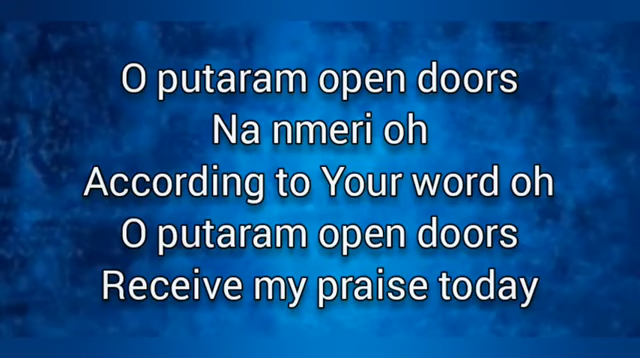 O putaram open doors
Na nmeri oh
According to Your word oh
O putaram open doors
Receive my praise today